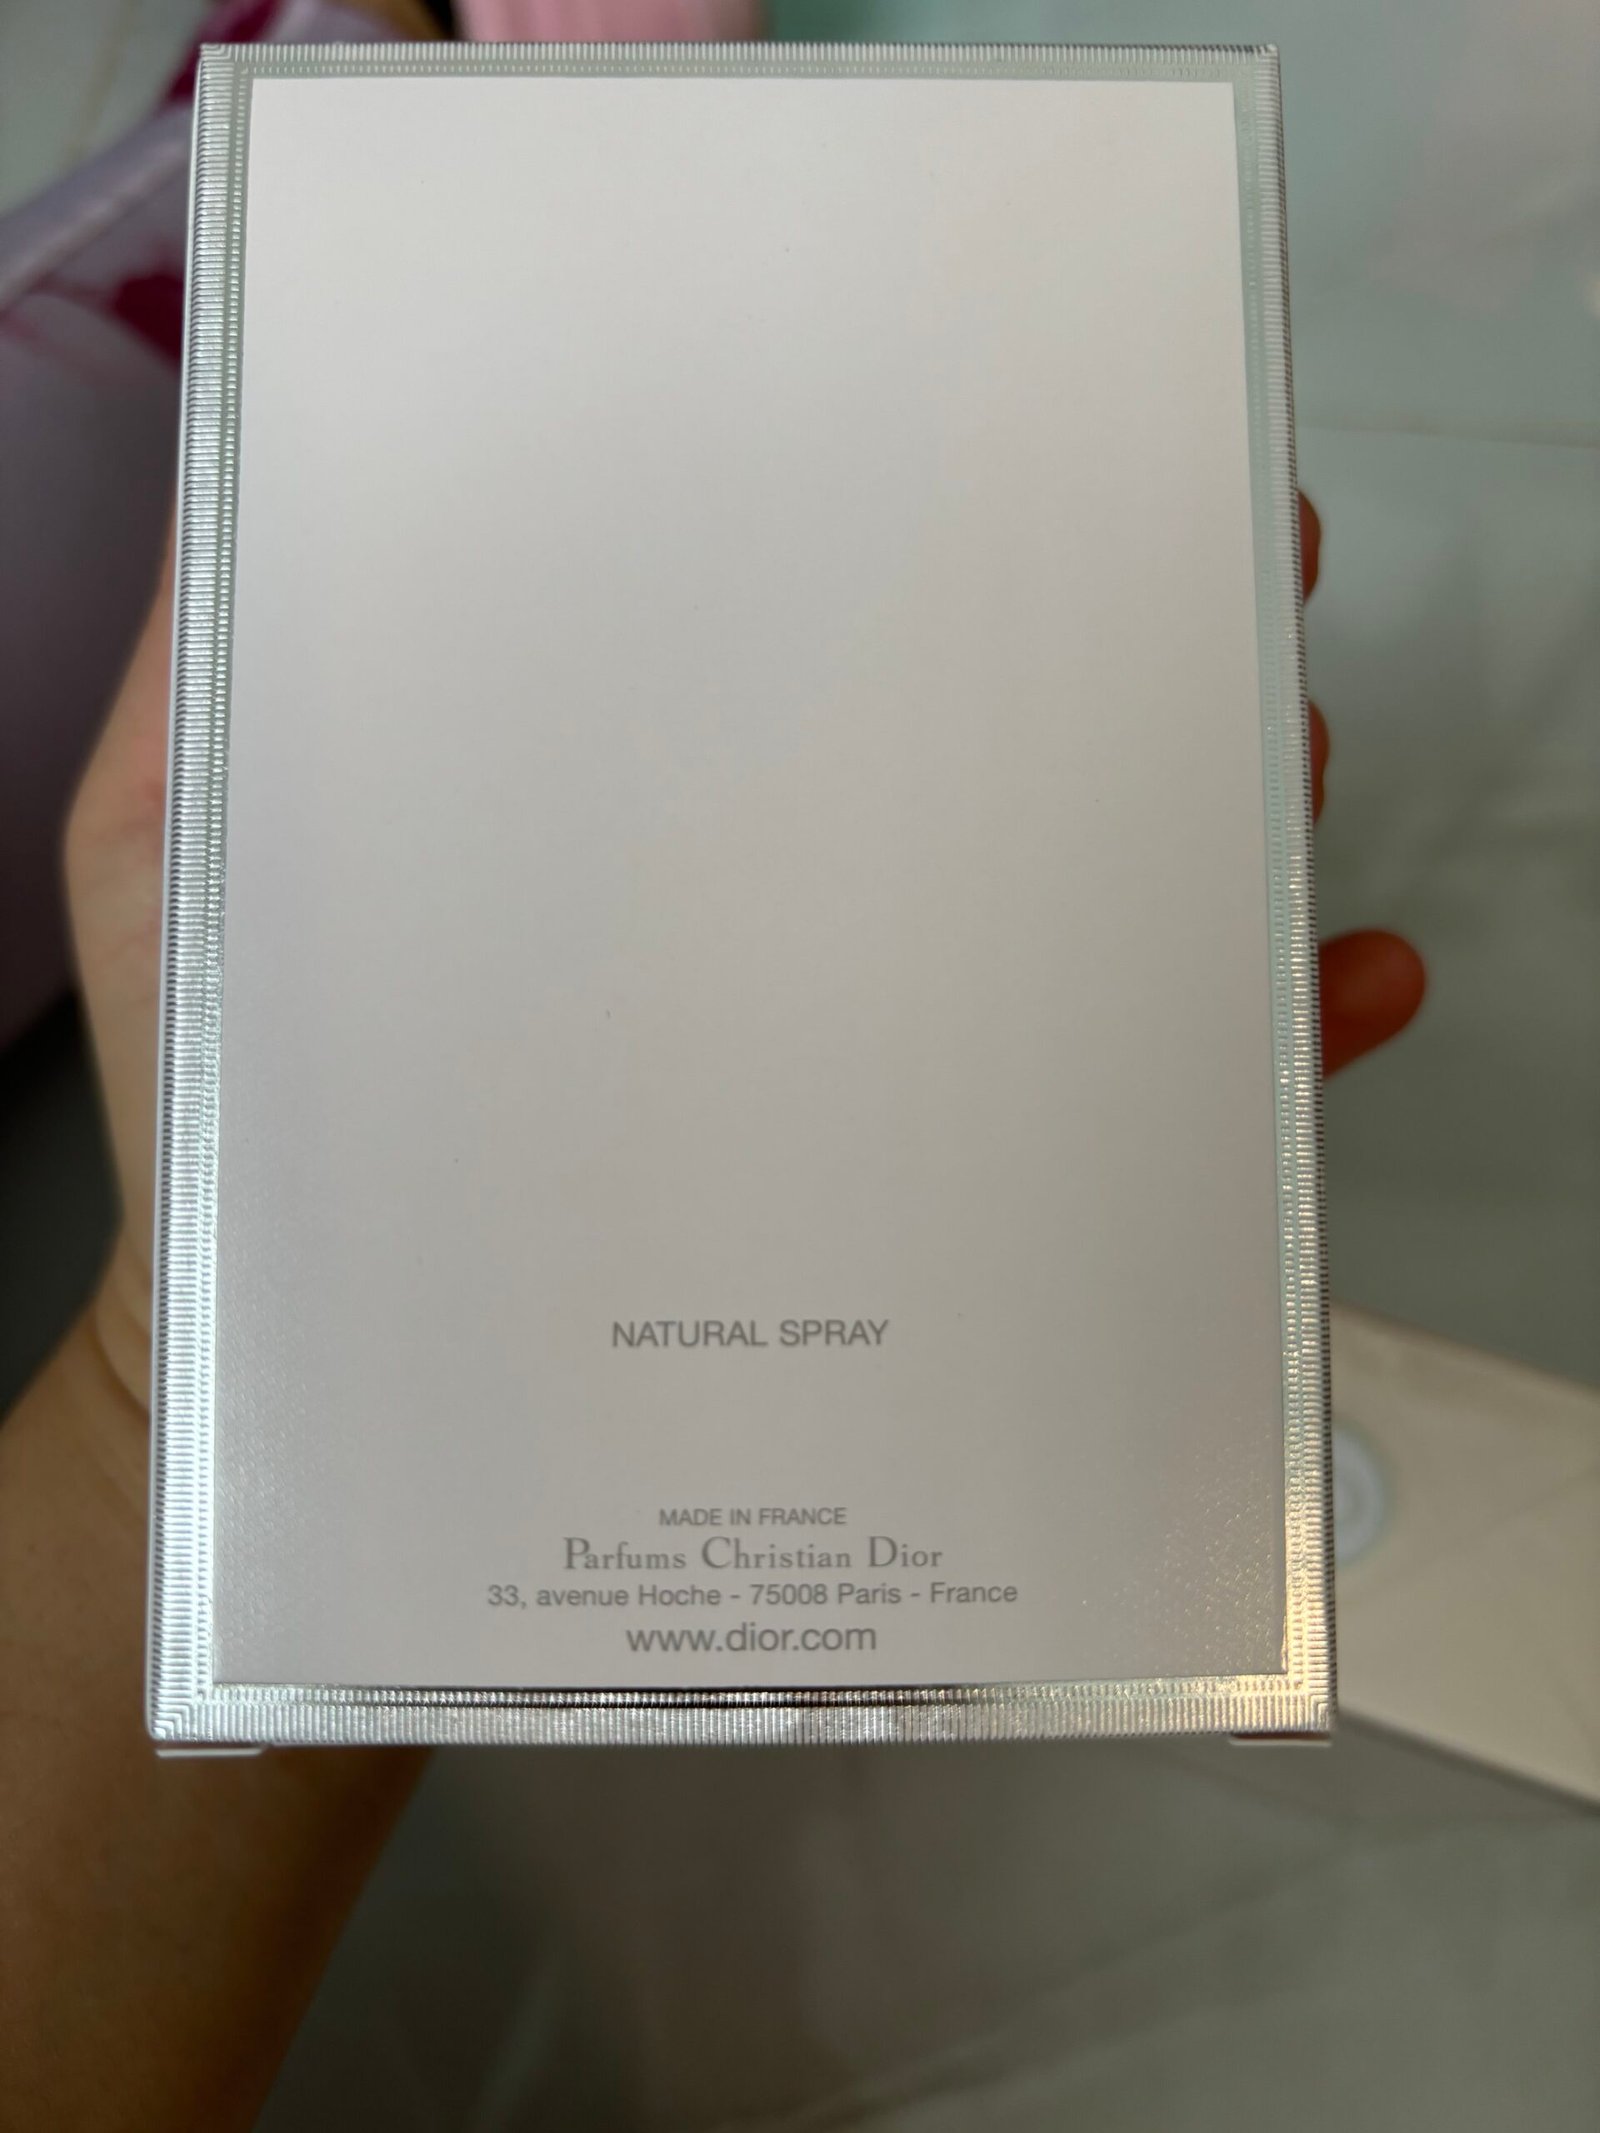 NATURAL SPRAY
MADE IN FRANCE
Parfums Christian Dior
33, avenue Hoche - 75008 Paris - France
www.dior.com